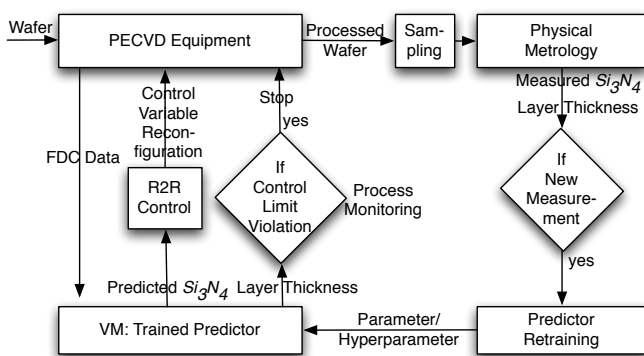 Wafer
PECVD Equipment
Processed
Wafer
Sam-
pling
Physical
Metrology
Measured Si3N4
Layer Thickness
Control
Variable
Recon-
figuration
Stop
yes
FDC Data
R2R
Control
If
Control
Limit
Violation
Process
Monitoring
If
New
Measure-
ment
yes
Predicted Si3N4 Layer Thickness
VM: Trained Predictor
Parameter/
Hyperparameter
Predictor
Retraining